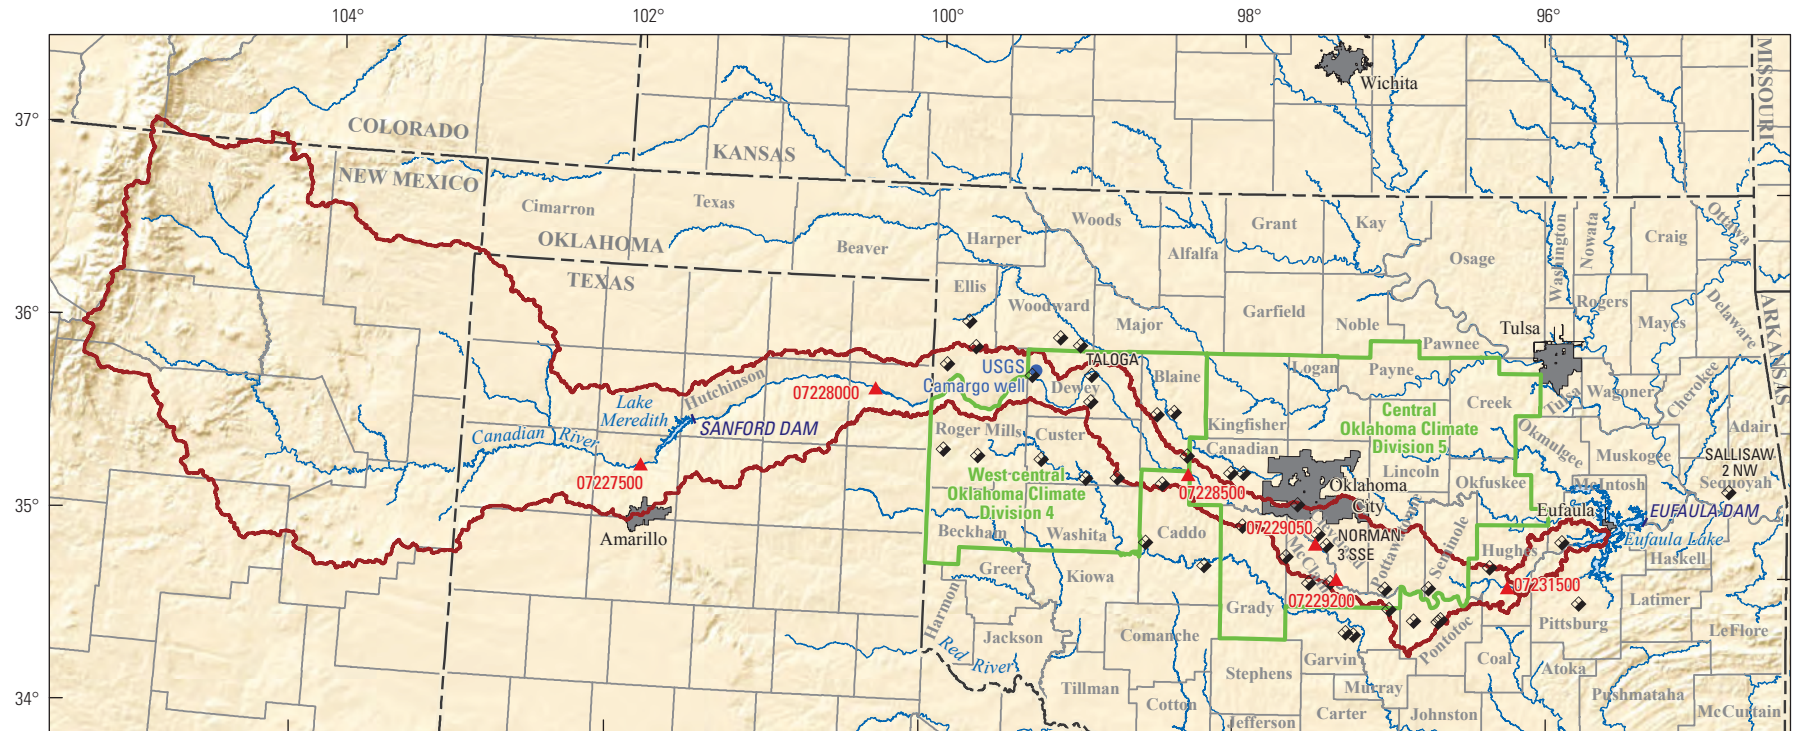 104°
102°
100°
98°
96°
37°
36°
35°
34°
COLORADO
KANSAS
MISSOURI
NEW MEXICO
OKLAHOMA
TEXAS
ARKANSAS
Wichita
Cimarron
Texas
Beaver
Harper
Woods
Alfalfa
Grant
Kay
Osage
Washington
Nowata
Craig
Ottawa
Ellis
Woodward
Major
Garfield
Noble
Pawnee
Tulsa
Rogers
Mayes
Delaware
Hutchinson
07228000
USGS
Camargo well
TALOGA
Dewey
Blaine
Logan
Payne
Creek
Tulsa
Wagoner
Cherokee
Lake
Meredith
SANFORD DAM
Canadian River
07227500
Amarillo
Roger Mills
Custer
Kingfisher
Central
Oklahoma Climate
Division 5
Canadian
Lincoln
Okmulgee
Muskogee
Adair
West-central
Oklahoma Climate
Division 4
07228500
Oklahoma
City
Okfuskee
McIntosh
SALLISAW
2 NW
Sequoyah
Eufaula
EUFAULA DAM
Eufaula Lake
Beckham
Washita
Caddo
07229050
NORMAN
3 SSE
Pottawatomie
Seminole
Hughes
Haskell
Greer
Kiowa
Grady
07229200
07231500
Pittsburg
Latimer
LeFlore
Harmon
Jackson
Comanche
Red River
Stephens
Garvin
Pontotoc
Coal
Atoka
Pushmataha
McCurtain
Tillman
Cotton
Jefferson
Murray
Carter
Johnston